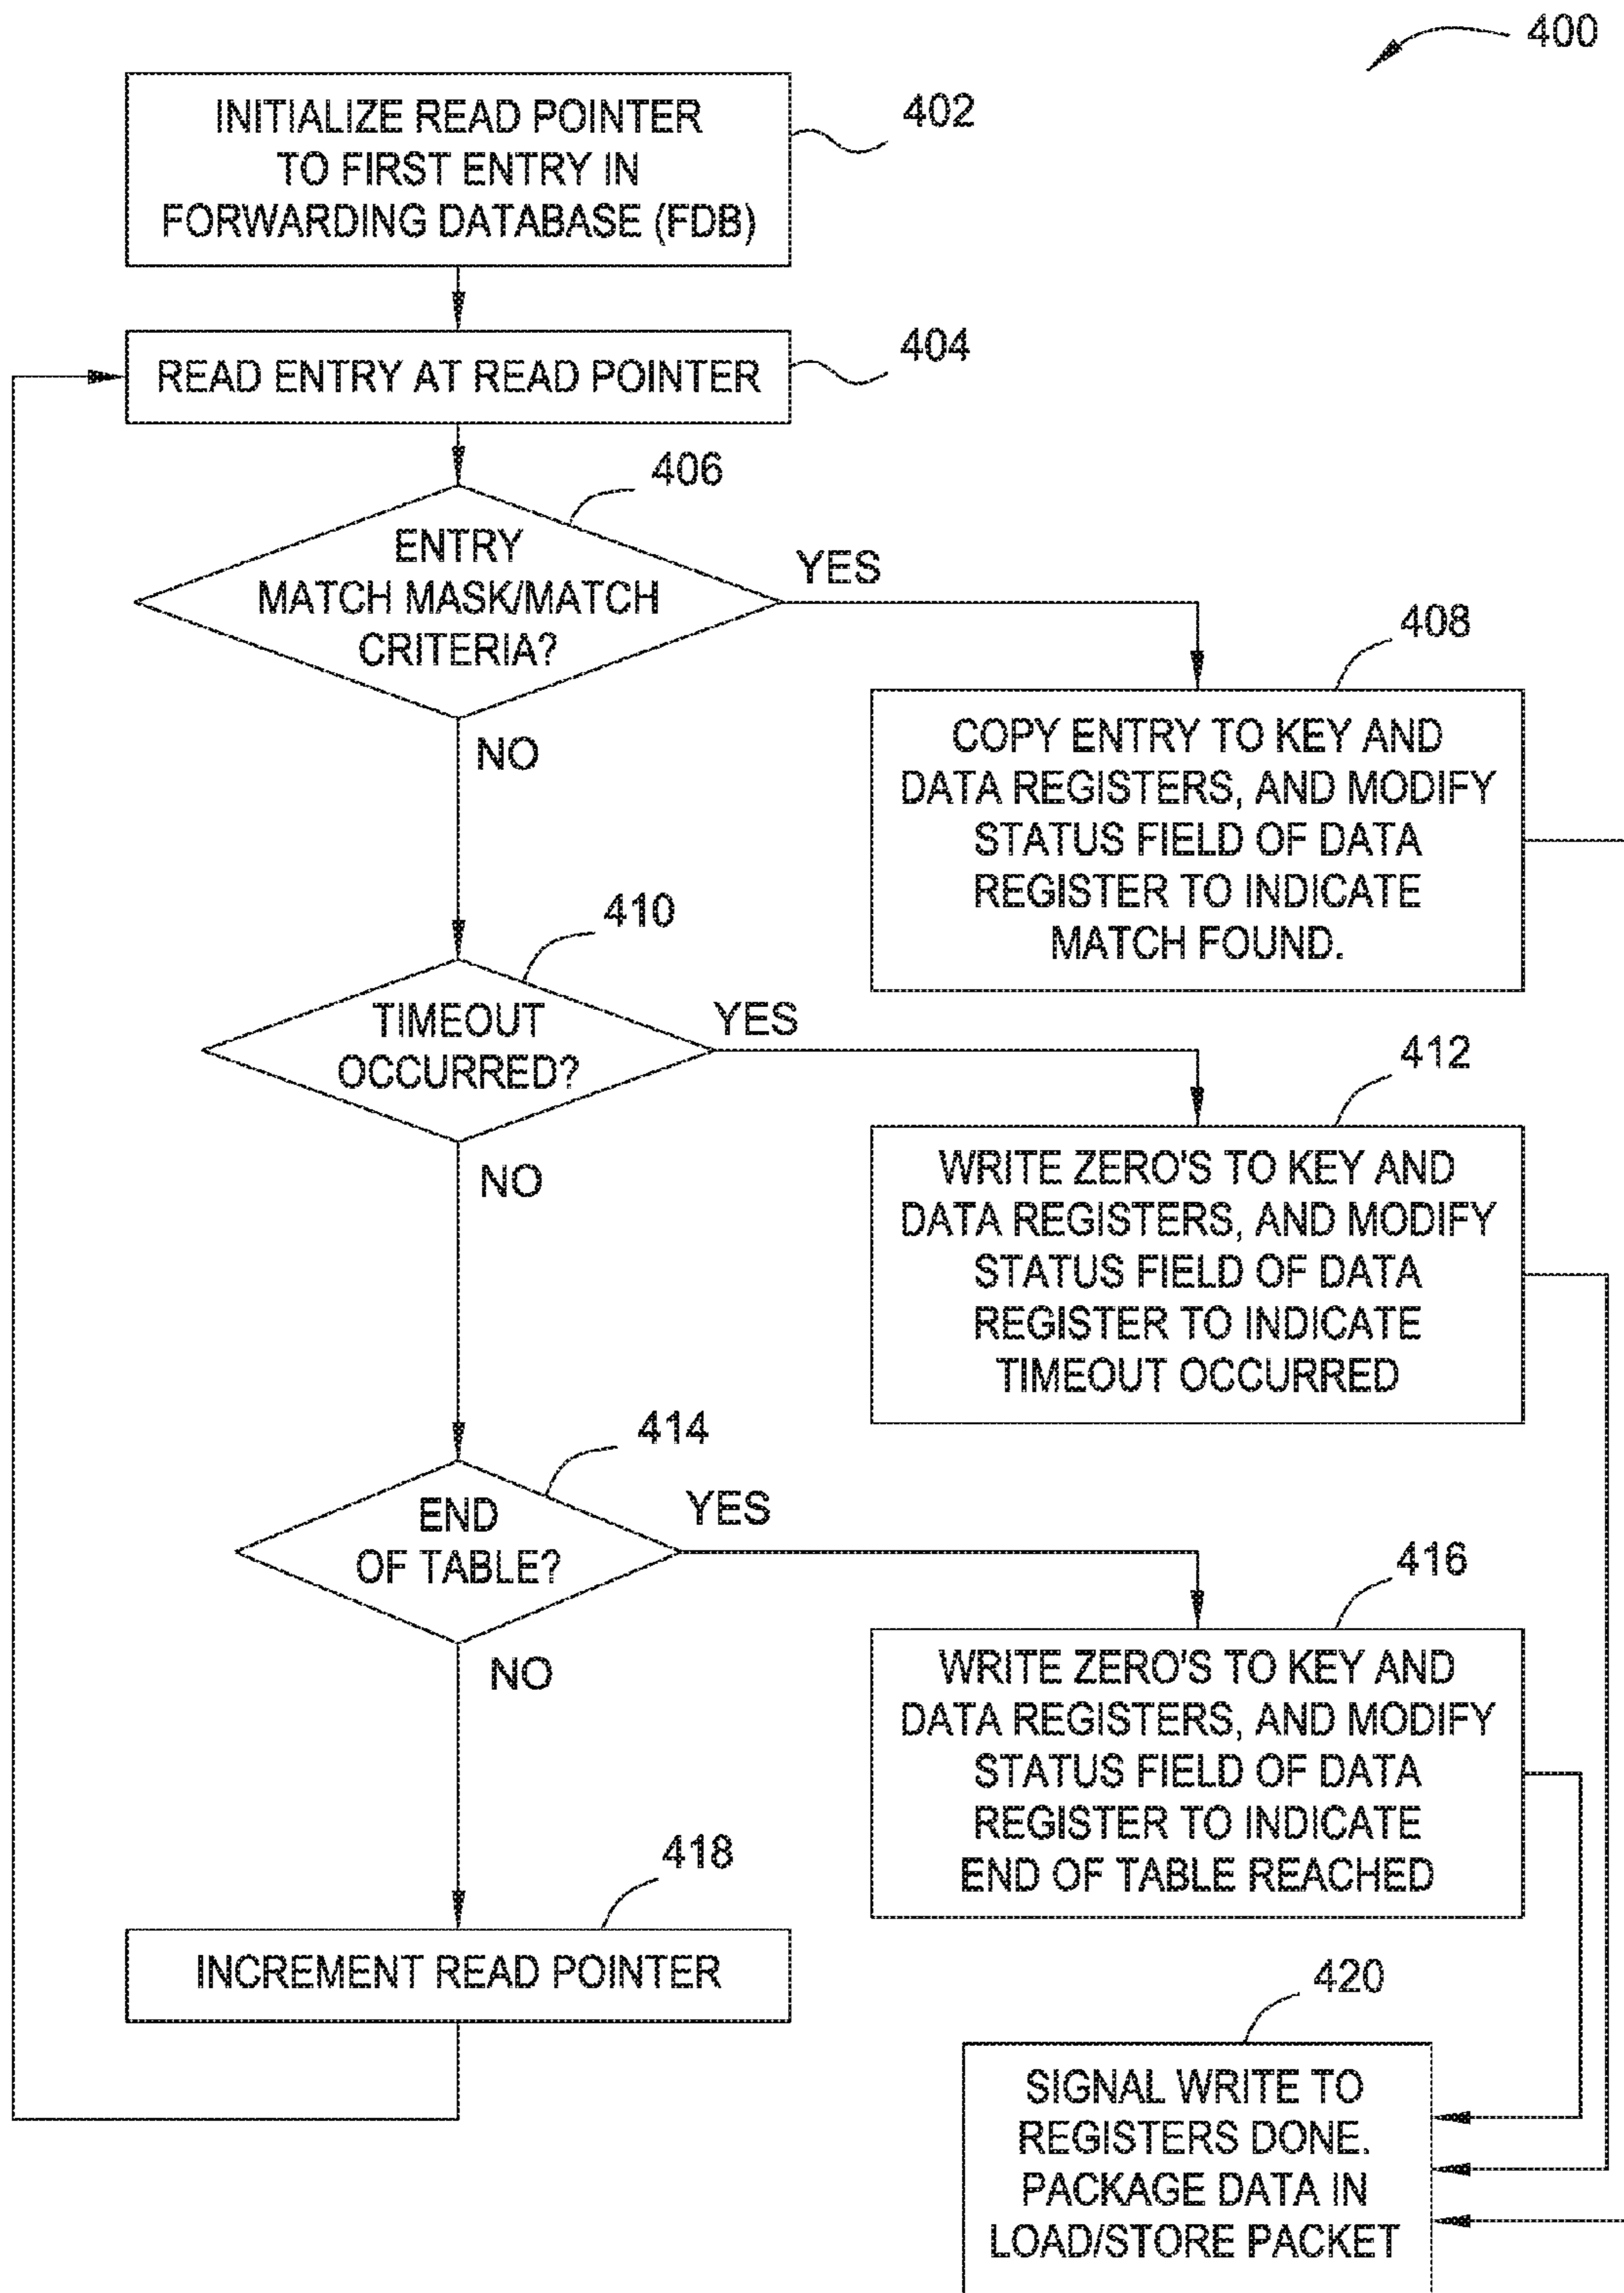 400
INITIALIZE READ POINTER
TO FIRST ENTRY IN
FORWARDING DATABASE (FDB)
402
READ ENTRY AT READ POINTER
404
406
ENTRY
MATCH MASK/MATCH
CRITERIA?
YES
NO
408
COPY ENTRY TO KEY AND
DATA REGISTERS, AND MODIFY
STATUS FIELD OF DATA
REGISTER TO INDICATE
MATCH FOUND.
410
TIMEOUT
OCCURRED?
YES
NO
412
WRITE ZERO'S TO KEY AND
DATA REGISTERS, AND MODIFY
STATUS FIELD OF DATA
REGISTER TO INDICATE
TIMEOUT OCCURRED
414
END
OF TABLE?
YES
NO
416
WRITE ZERO'S TO KEY AND
DATA REGISTERS, AND MODIFY
STATUS FIELD OF DATA
REGISTER TO INDICATE
END OF TABLE REACHED
418
INCREMENT READ POINTER
420
SIGNAL WRITE TO
REGISTERS DONE.
PACKAGE DATA IN
LOAD/STORE PACKET